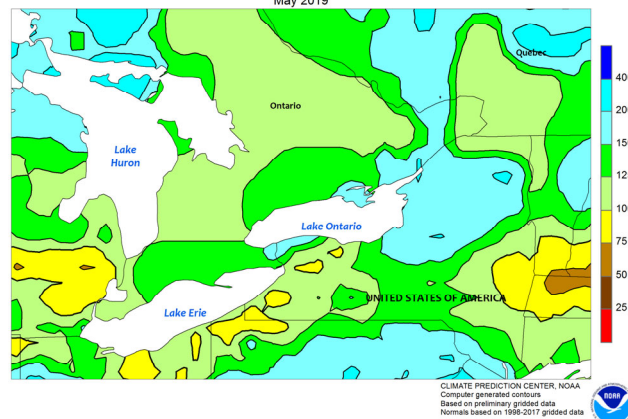 May 2019
Québec
Ontario
Lake
Huron
Lake Ontario
UNITED STATES OF AMERICA
Lake Erie
40
20
15
12
10
75
50
25
CLIMATE PREDICTION CENTER, NOAA
Computer generated contours
Based on preliminary gridded data
Normals based on 1998-2017 gridded data
NOAA